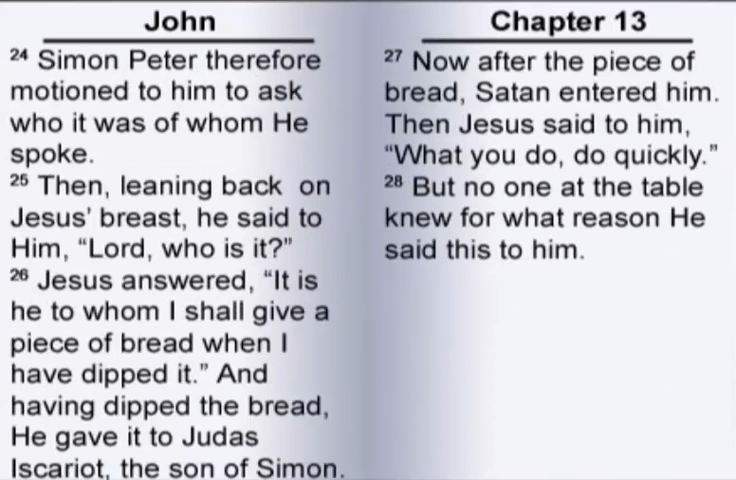 John
²⁴ Simon Peter therefore
motioned to him to ask
who it was of whom He
spoke.
²⁵ Then, leaning back on
Jesus’ breast, he said to
Him, “Lord, who is it?”
²⁶ Jesus answered, “It is
he to whom I shall give a
piece of bread when I
have dipped it.” And
having dipped the bread,
He gave it to Judas
Iscariot, the son of Simon.
Chapter 13
²⁷ Now after the piece of
bread, Satan entered him.
Then Jesus said to him,
“What you do, do quickly.”
²⁸ But no one at the table
knew for what reason He
said this to him.